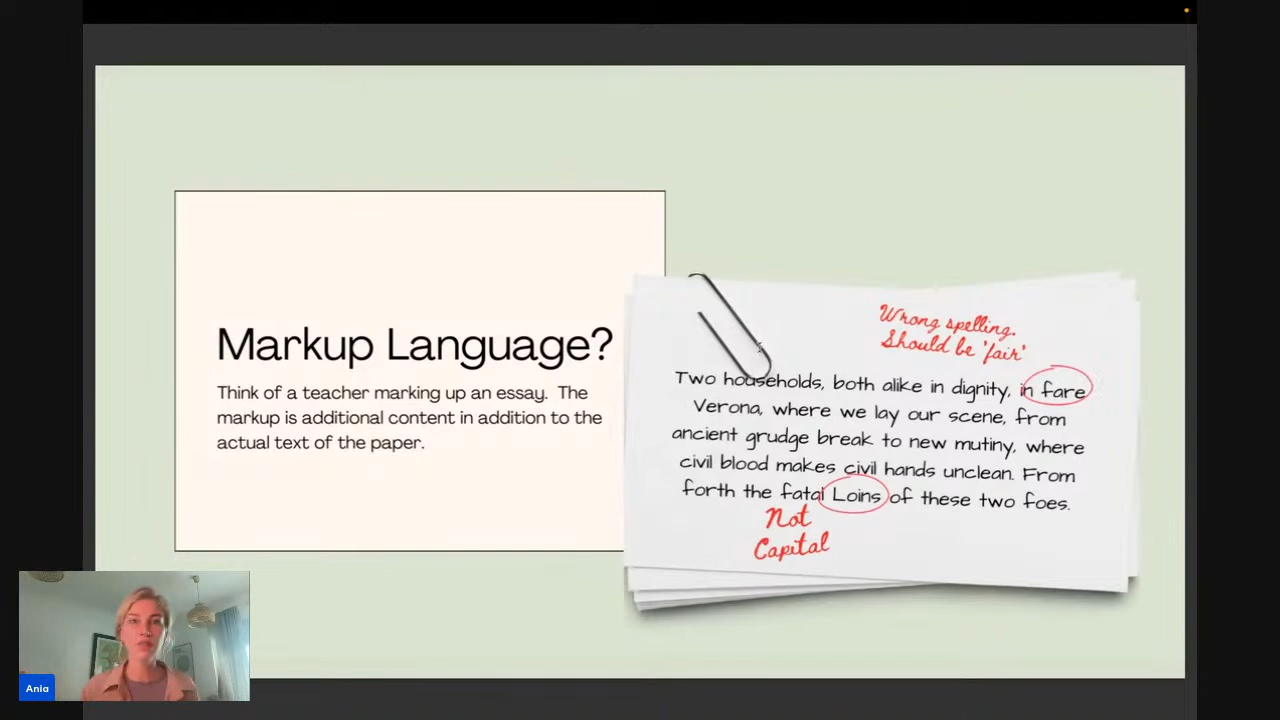 Markup Language?
Think of a teacher marking up an essay. The
markup is additional content in addition to the
actual text of the paper.
Wrong spelling.
Should be 'fair'
Two households, both alike in dignity, in fare
Verona, where we lay our scene, from
ancient grudge break to new mutiny, where
civil blood makes civil hands unclean. From
forth the fatal Loins of these two foes.
Not
Capital
Ania